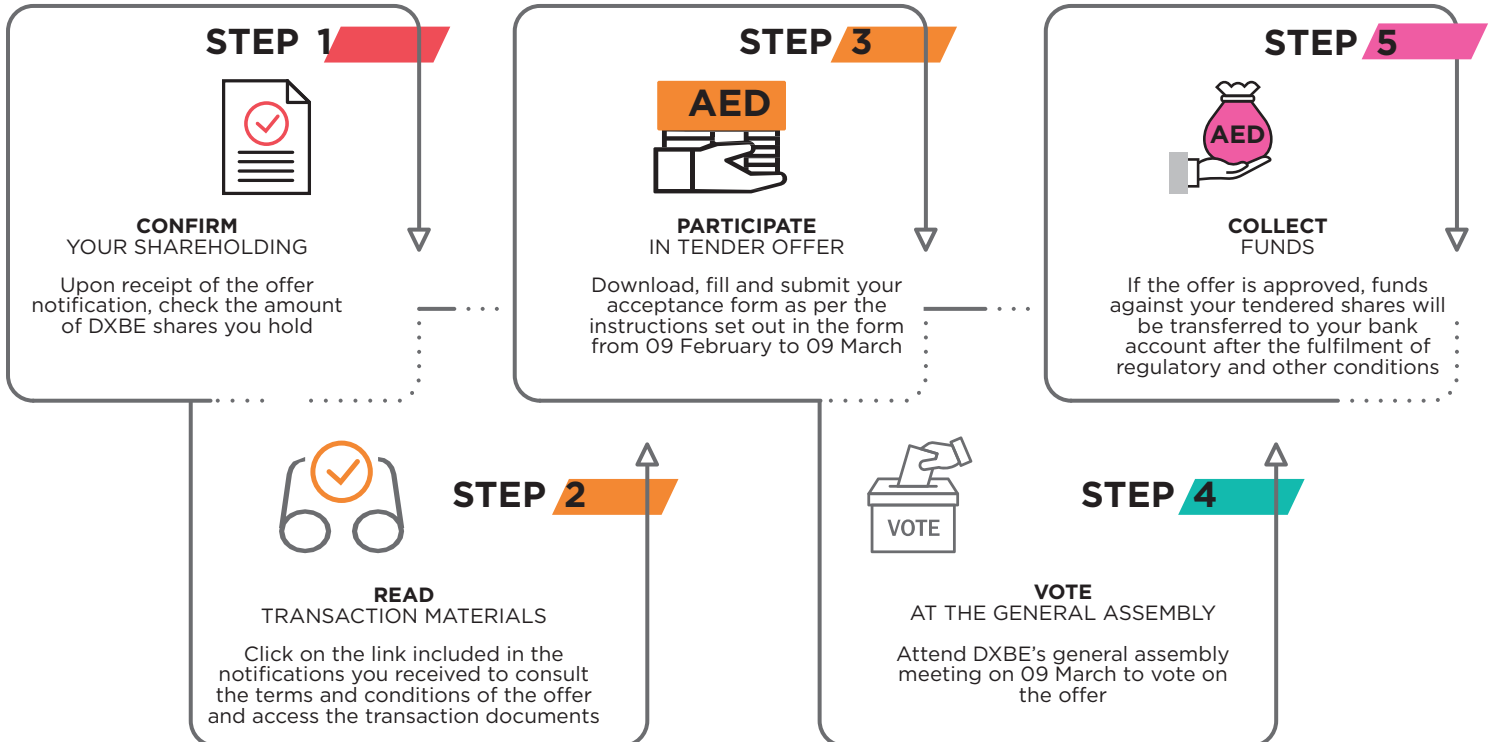 STEP 1
CONFIRM
YOUR SHAREHOLDING
Upon receipt of the offer
notification, check the amount
of DXBE shares you hold
STEP 2
READ
TRANSACTION MATERIALS
Click on the link included in the
notifications you received to consult
the terms and conditions of the offer
and access the transaction documents
STEP 3
AED
PARTICIPATE
IN TENDER OFFER
Download, fill and submit your
acceptance form as per the
instructions set out in the form
from 09 February to 09 March
STEP 4
VOTE
VOTE
AT THE GENERAL ASSEMBLY
Attend DXBE’s general assembly
meeting on 09 March to vote on
the offer
STEP 5
AED
COLLECT
FUNDS
If the offer is approved, funds
against your tendered shares will
be transferred to your bank
account after the fulfilment of
regulatory and other conditions